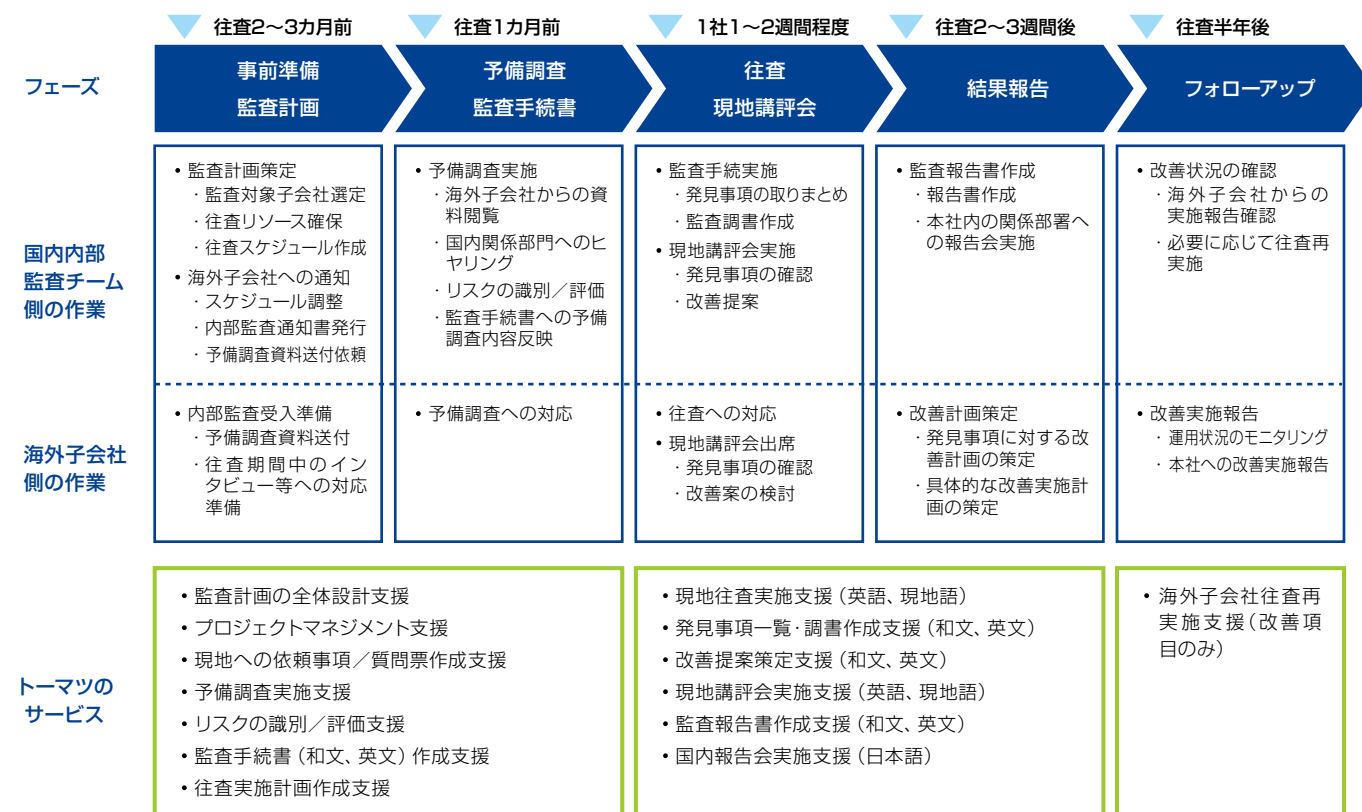 往査2〜3カ月前
往査1カ月前
1社1〜2週間程度
往査2〜3週間後
往査半年後
フェーズ
事前準備
監査計画
予備調査
監査手続書
往査
現地講評会
結果報告
フォローアップ
国内内部
監査チーム
側の作業
• 監査計画策定
・監査対象子会社選定
・往査リソース確保
・往査スケジュール作成
• 海外子会社への通知
・スケジュール調整
・内部監査通知書発行
・予備調査資料送付依頼
• 予備調査実施
・海外子会社からの資
料閲覧
・国内関係部門へのヒ
ヤリング
・リスクの識別／評価
・監査手続書への予備
調査内容反映
• 監査手続実施
・発見事項の取りまとめ
・監査調書作成
• 現地講評会実施
・発見事項の確認
・改善提案
• 監査報告書作成
・報告書作成
・本社内の関係部署へ
の報告会実施
• 改善状況の確認
・海外子会社からの
実施報告確認
・必要に応じて往査再
実施
海外子会社
側の作業
• 内部監査受入準備
・予備調査資料送付
・往査期間中のイン
タビュー等への対応
準備
• 予備調査への対応
• 往査への対応
• 現地講評会出席
・発見事項の確認
・改善案の検討
• 改善計画策定
・発見事項に対する改
善計画の策定
・具体的な改善実施計
画の策定
• 改善実施報告
・運用状況のモニタリング
・本社への改善実施報告
トーマツの
サービス
• 監査計画の全体設計支援
• プロジェクトマネジメント支援
• 現地への依頼事項／質問票作成支援
• 予備調査実施支援
• リスクの識別／評価支援
• 監査手続書（和文、英文）作成支援
• 往査実施計画作成支援
• 現地往査実施支援（英語、現地語）
• 発見事項一覧・調書作成支援（和文、英文）
• 改善提案策定支援（和文、英文）
• 現地講評会実施支援（英語、現地語）
• 監査報告書作成支援（和文、英文）
• 国内報告会実施支援（日本語）
• 海外子会社往査再
実施支援（改善項
目のみ）